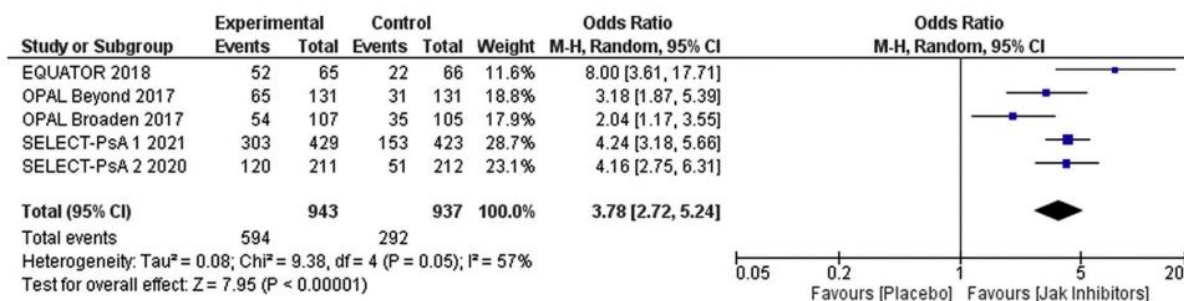 Experimental Control Odds Ratio Odds Ratio
Study or Subgroup Events Total Events Total Weight M-H, Random, 95% CI M-H, Random, 95% CI
EQUATOR 2018 52 65 22 66 11.6% 8.00 [3.61, 17.71]
OPAL Beyond 2017 65 131 31 131 18.8% 3.18 [1.87, 5.39]
OPAL Broaden 2017 54 107 35 105 17.9% 2.04 [1.17, 3.55]
SELECT-PsA 1 2021 303 429 153 423 28.7% 4.24 [3.18, 5.66]
SELECT-PsA 2 2020 120 211 51 212 23.1% 4.16 [2.75, 6.31]
Total (95% CI) 943 937 100.0% 3.78 [2.72, 5.24]
Total events 594 292
Heterogeneity: Tau² = 0.08; Chi² = 9.38, df = 4 (P = 0.05); I² = 57%
Test for overall effect: Z = 7.95 (P < 0.00001)
0.05 0.2 1 5 20
Favours [Placebo] Favours [Jak Inhibitors]